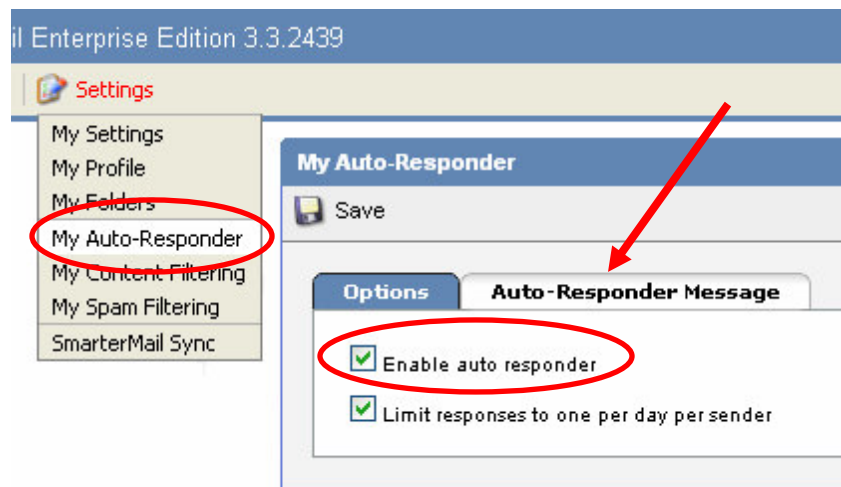 il Enterprise Edition 3.3.2439
Settings
My Settings
My Profile
My Folders
My Auto-Responder
My Content Filtering
My Spam Filtering
SmarterMail Sync
My Auto-Responder
Save
Options
Auto-Responder Message
Enable auto responder
Limit responses to one per day per sender